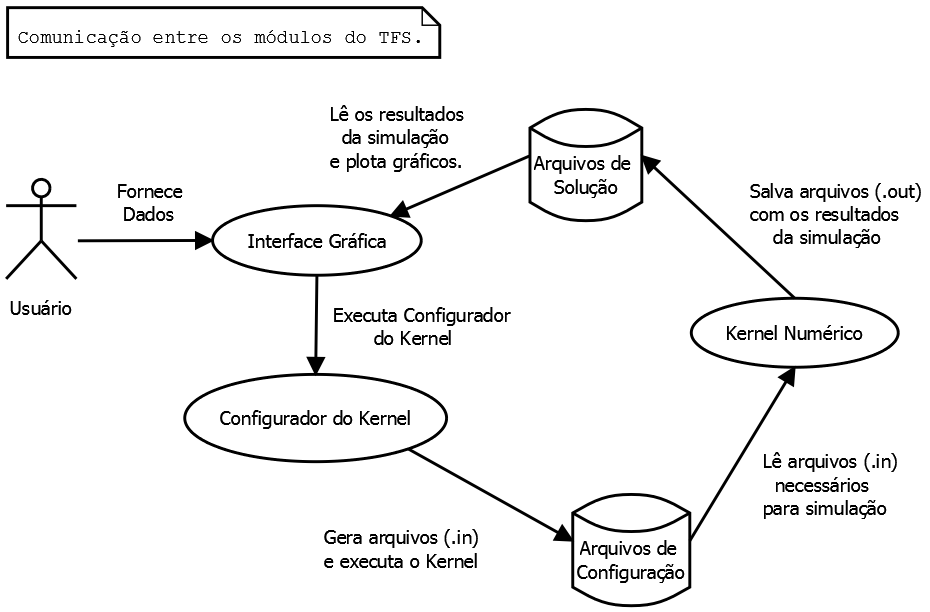 Comunicação entre os módulos do TFS.
Lê os resultados
da simulação
e plota gráficos.
Arquivos de
Solução
Fornece
Dados
Salva arquivos (.out)
com os resultados
da simulação
Interface Gráfica
Usuário
Executa Configurador
do Kernel
Kernel Numérico
Configurador do Kernel
Lê arquivos (.in)
necessários
para simulação
Gera arquivos (.in)
e executa o Kernel
Arquivos de
Configuração